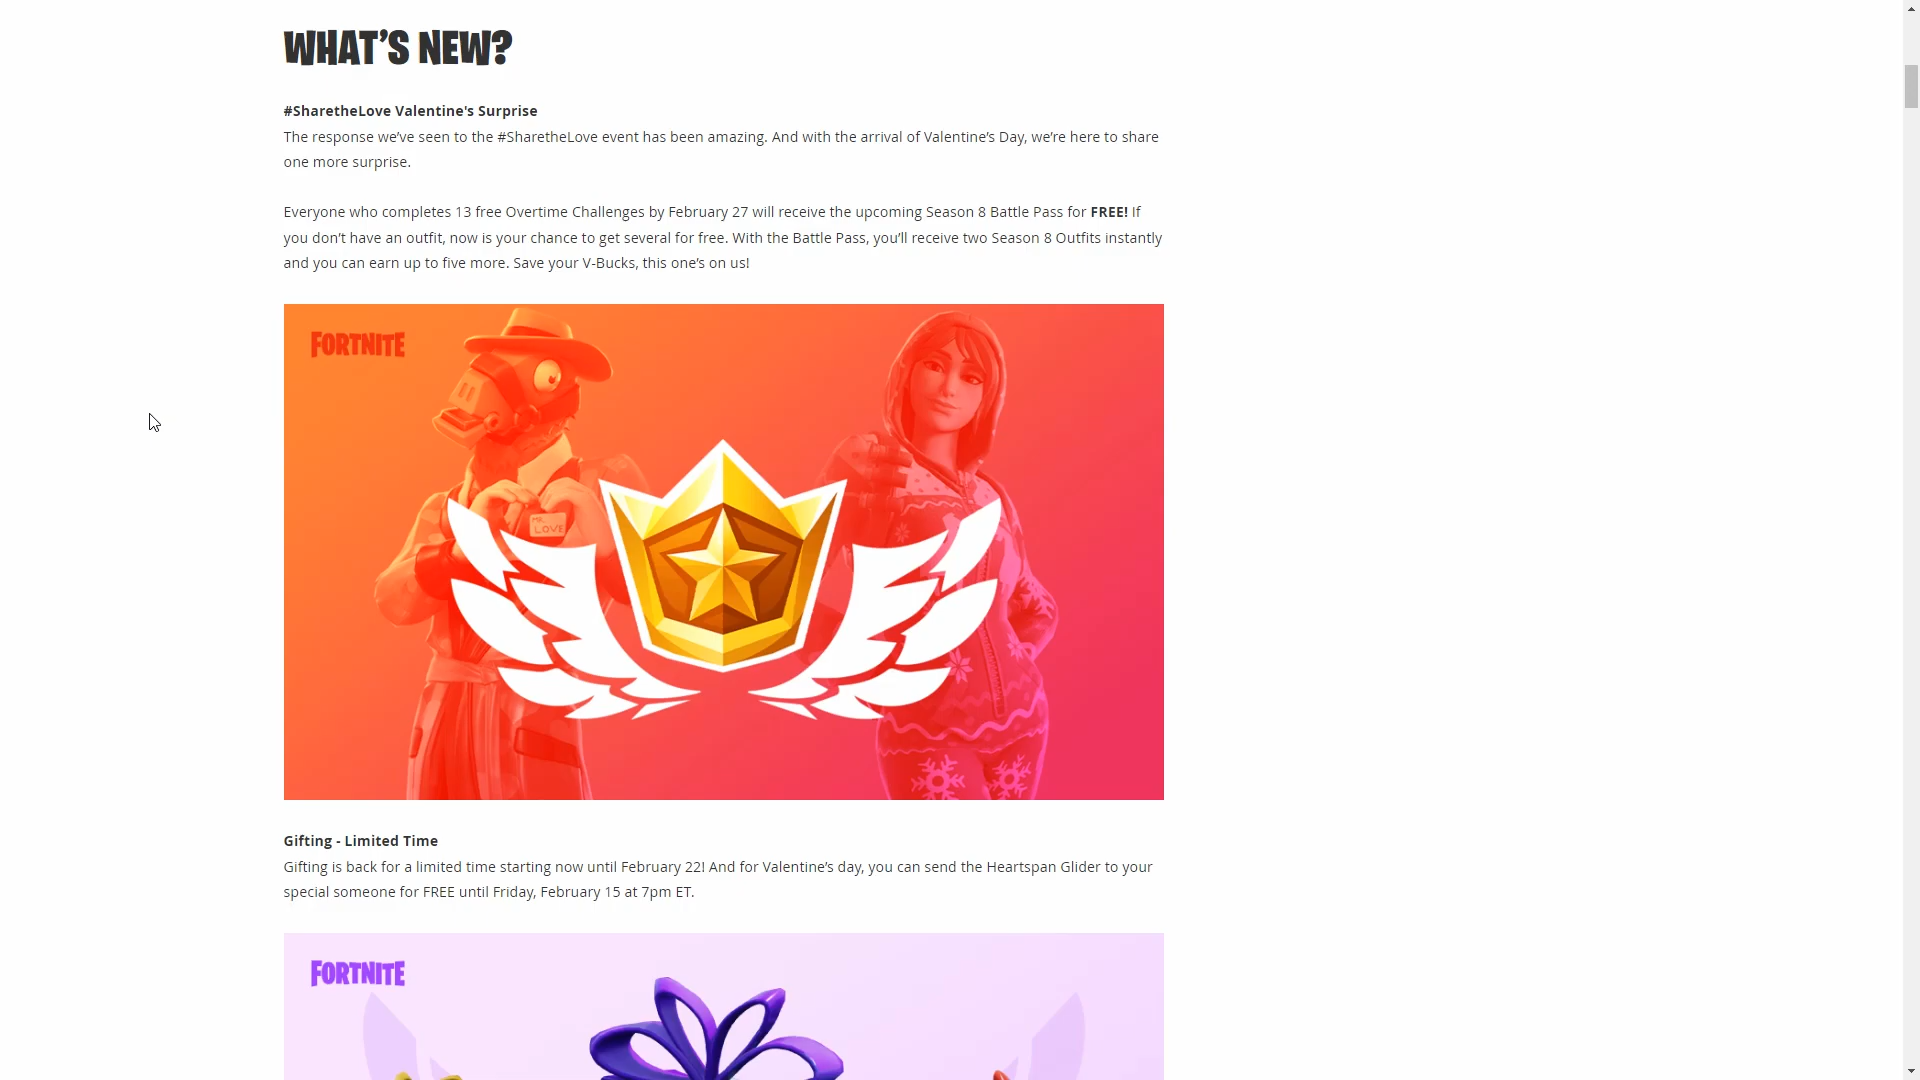 WHAT'S NEW?
#SharetheLove Valentine's Surprise
The response we've seen to the #SharetheLove event has been amazing. And with the arrival of Valentine's Day, we're here to share
one more surprise.
Everyone who completes 13 free Overtime Challenges by February 27 will receive the upcoming Season 8 Battle Pass for FREE! If
you don't have an outfit, now is your chance to get several for free. With the Battle Pass, you'll receive two Season 8 Outfits instantly
and you can earn up to five more. Save your V-Bucks, this one's on us!
FORTNITE
MR.
LOVE
Gifting - Limited Time
Gifting is back for a limited time starting now until February 22! And for Valentine's day, you can send the Heartspan Glider to your
special someone for FREE until Friday, February 15 at 7pm ET.
FORTNITE